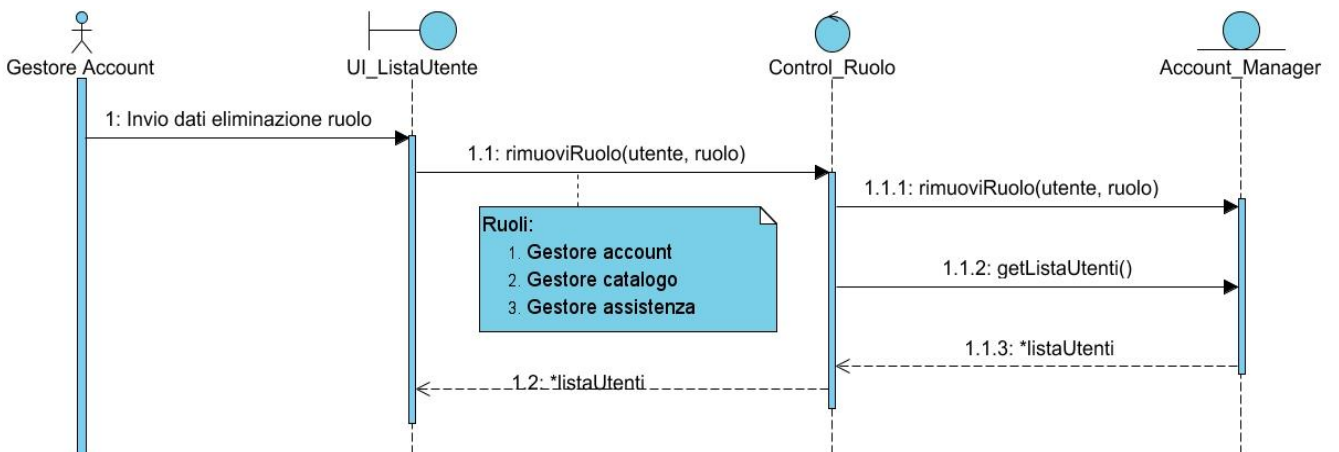 Gestore Account
UI_ListaUtente
Control_Ruolo
Account_Manager
1: Invio dati eliminazione ruolo
1.1: rimuoviRuolo(utente, ruolo)
1.1.1: rimuoviRuolo(utente, ruolo)
Ruoli:
1. Gestore account
2. Gestore catalogo
3. Gestore assistenza
1.1.2: getListaUtenti()
1.1.3: *listaUtenti
1.2: *listaUtenti